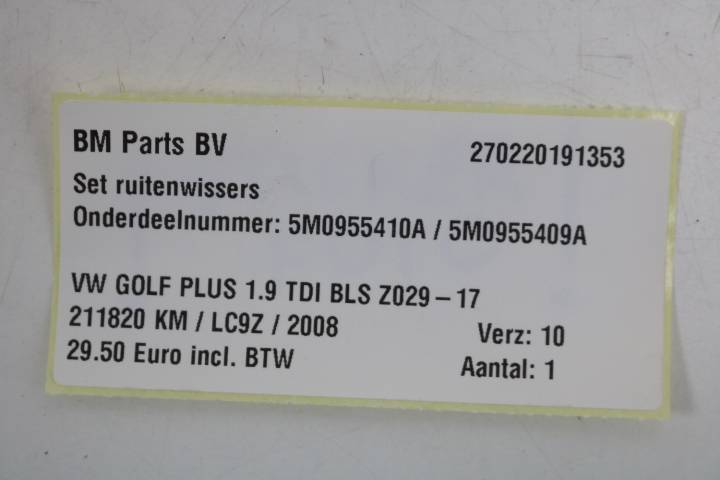 BM Parts BV 270220191353
Set ruitenwissers
Onderdeelnummer: 5M0955410A / 5M0955409A
VW GOLF PLUS 1.9 TDI BLS Z029-17
211820 KM / LC9Z / 2008 Verz: 10
29.50 Euro incl. BTW Aantal: 1